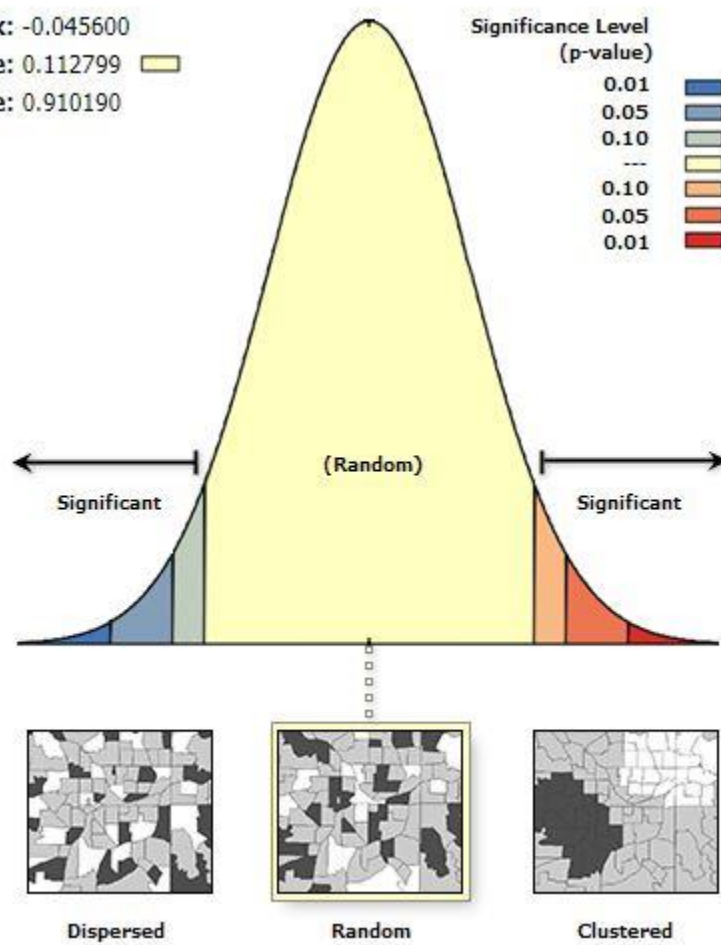 x: -0.045600
e: 0.112799
e: 0.910190
Significance Level
(p-value)
0.01
0.05
0.10
---
0.10
0.05
0.01
(Random)
Significant
Significant
Dispersed
Random
Clustered